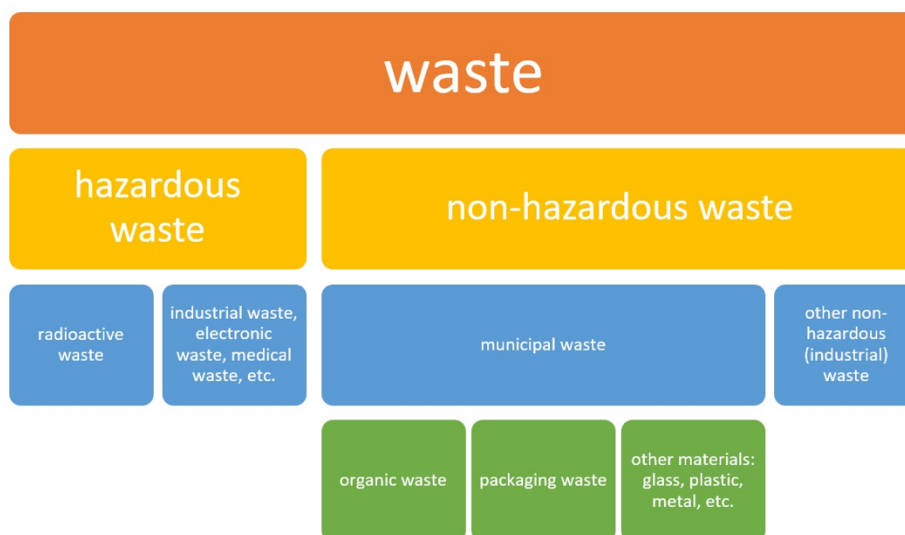 waste
hazardous
waste
non-hazardous waste
radioactive
waste
industrial waste,
electronic
waste, medical
waste, etc.
municipal waste
other non-
hazardous
(industrial)
waste
organic waste
packaging waste
other materials:
glass, plastic,
metal, etc.